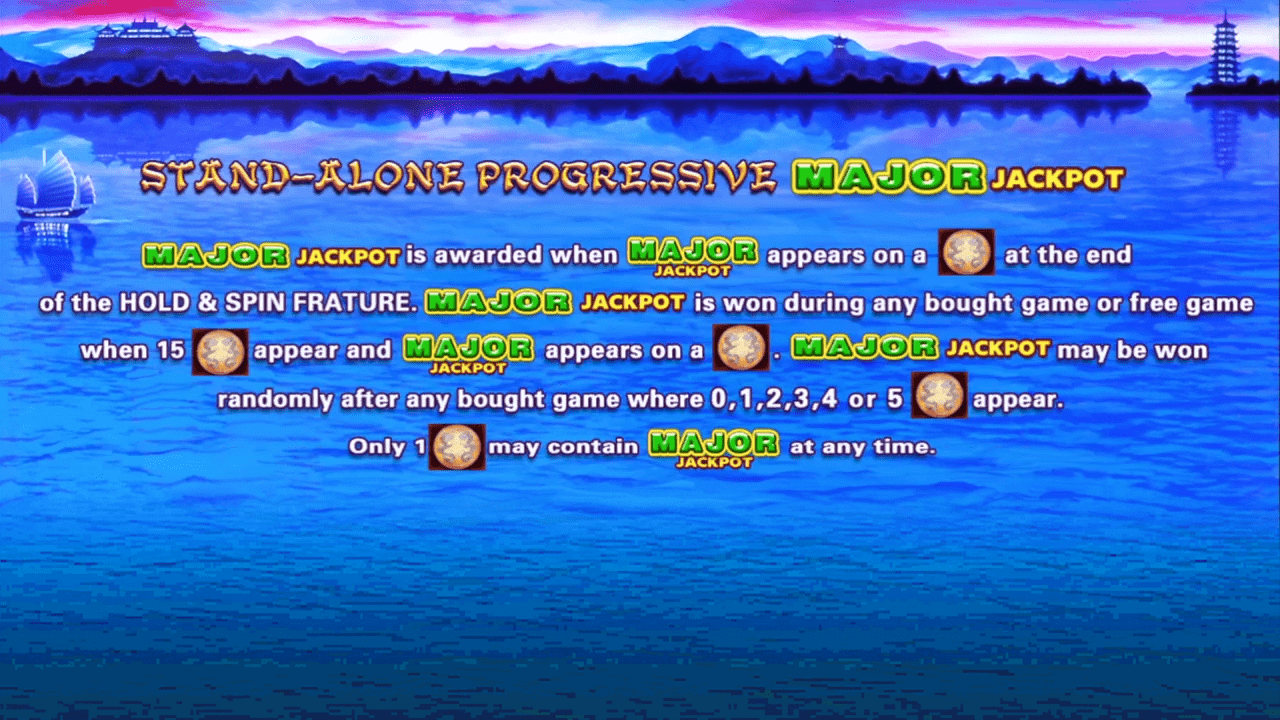 STAND-ALONE PROGRESSIVE MAJOR JACKPOT
MAJOR JACKPOT is awarded when MAJOR JACKPOT appears on a at the end
of the HOLD & SPIN FRATURE. MAJOR JACKPOT is won during any bought game or free game
when 15 appear and MAJOR JACKPOT appears on a . MAJOR JACKPOT may be won
randomly after any bought game where 0,1,2,3,4 or 5 appear.
Only 1 may contain MAJOR JACKPOT at any time.